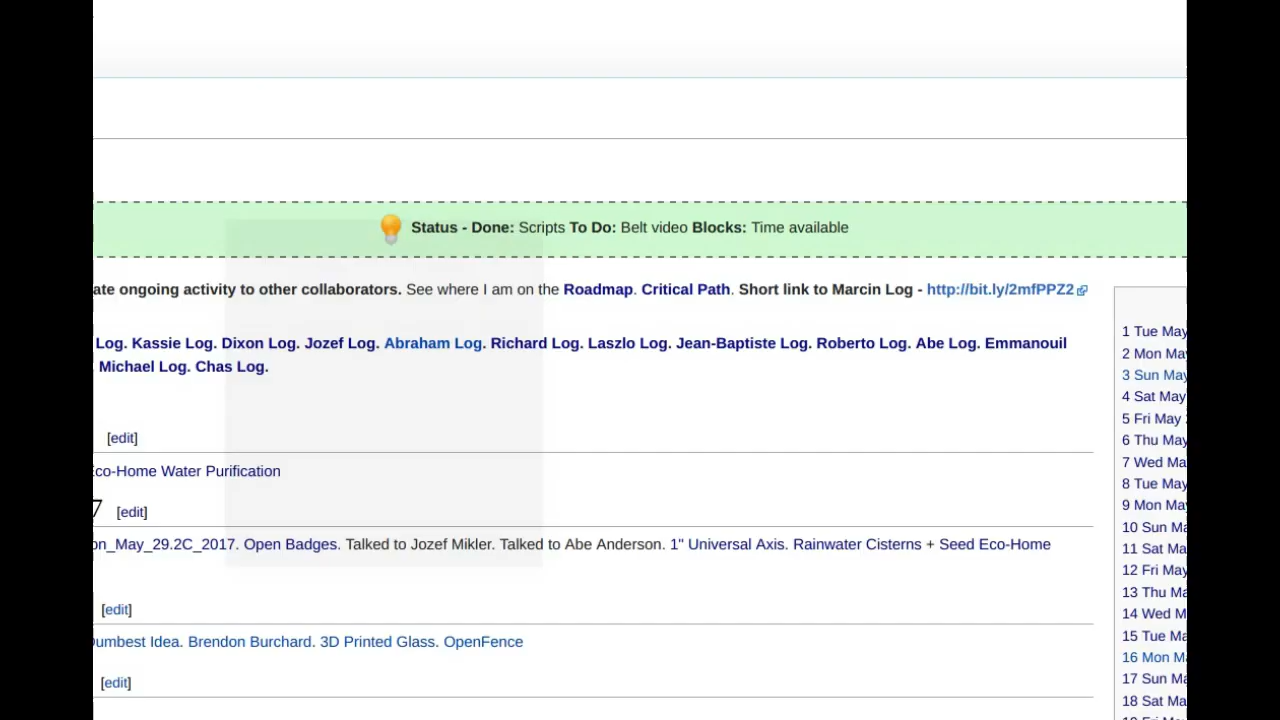 Status - Done: Scripts To Do: Belt video Blocks: Time available
ate ongoing activity to other collaborators. See where I am on the Roadmap. Critical Path. Short link to Marcin Log - http://bit.ly/2mfPPZ2
Log. Kassie Log. Dixon Log. Jozef Log. Abraham Log. Richard Log. Laszlo Log. Jean-Baptiste Log. Roberto Log. Abe Log. Emmanouil
Michael Log. Chas Log.
[edit]
Eco-Home Water Purification
7 [edit]
on_May_29.2C_2017. Open Badges. Talked to Jozef Mikler. Talked to Abe Anderson. 1" Universal Axis. Rainwater Cisterns + Seed Eco-Home
[edit]
Dumbest Idea. Brendon Burchard. 3D Printed Glass. OpenFence
[edit]
1 Tue May
2 Mon May
3 Sun May
4 Sat May
5 Fri May
6 Thu May
7 Wed Ma
8 Tue May
9 Mon May
10 Sun Ma
11 Sat Ma
12 Fri May
13 Thu Ma
14 Wed M
15 Tue Ma
16 Mon Ma
17 Sun Ma
18 Sat Ma